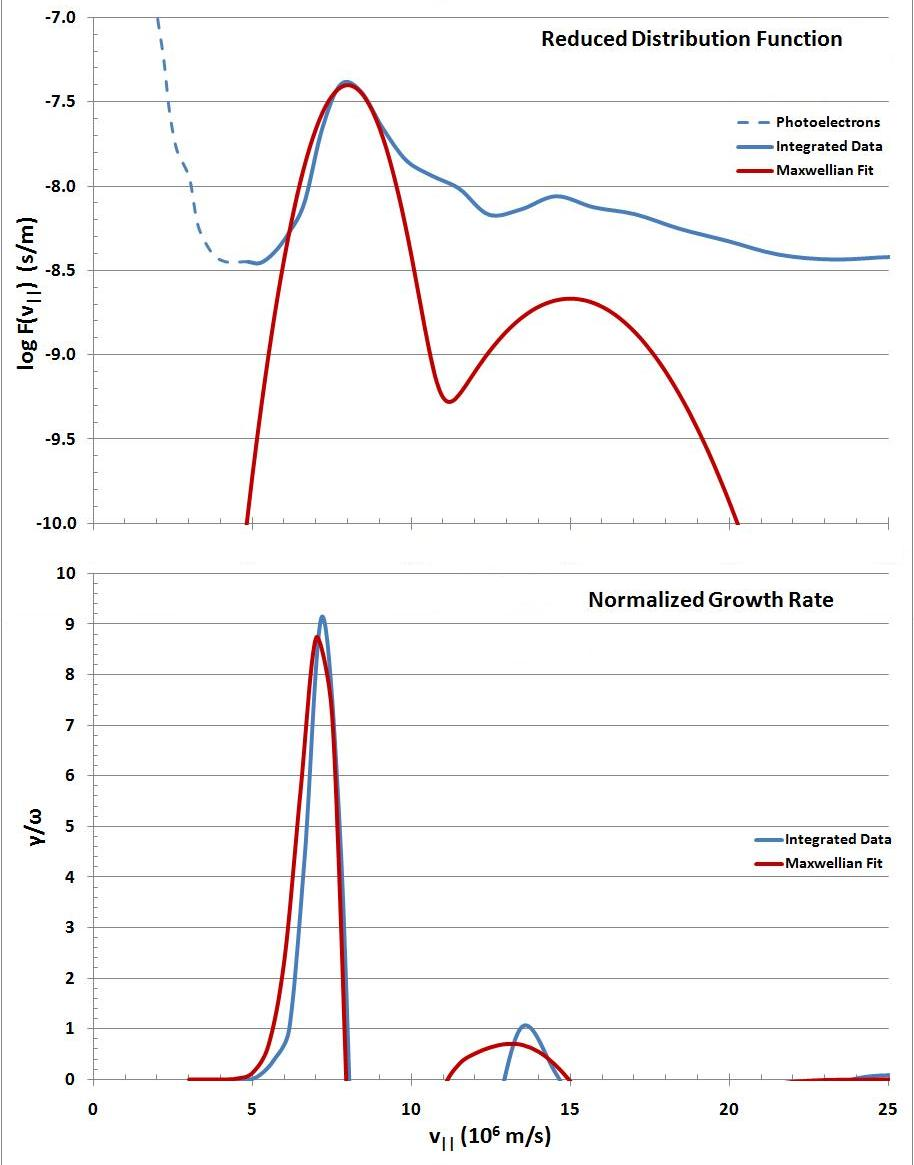 Reduced Distribution Function
-7.0
-7.5
-8.0
-8.5
-9.0
-9.5
-10.0
log F(v||) (s/m)
Photoelectrons
Integrated Data
Maxwellian Fit
Normalized Growth Rate
10
9
8
7
6
5
4
3
2
1
0
γ/ω
Integrated Data
Maxwellian Fit
0 5 10 15 20 25
v|| (10⁶ m/s)